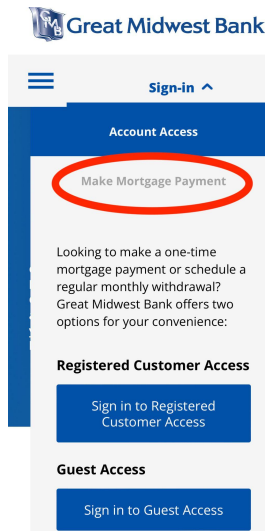 GMB Great Midwest Bank
Sign-in
Account Access
Make Mortgage Payment
Looking to make a one-time
mortgage payment or schedule a
regular monthly withdrawal?
Great Midwest Bank offers two
options for your convenience:
Registered Customer Access
Sign in to Registered
Customer Access
Guest Access
Sign in to Guest Access